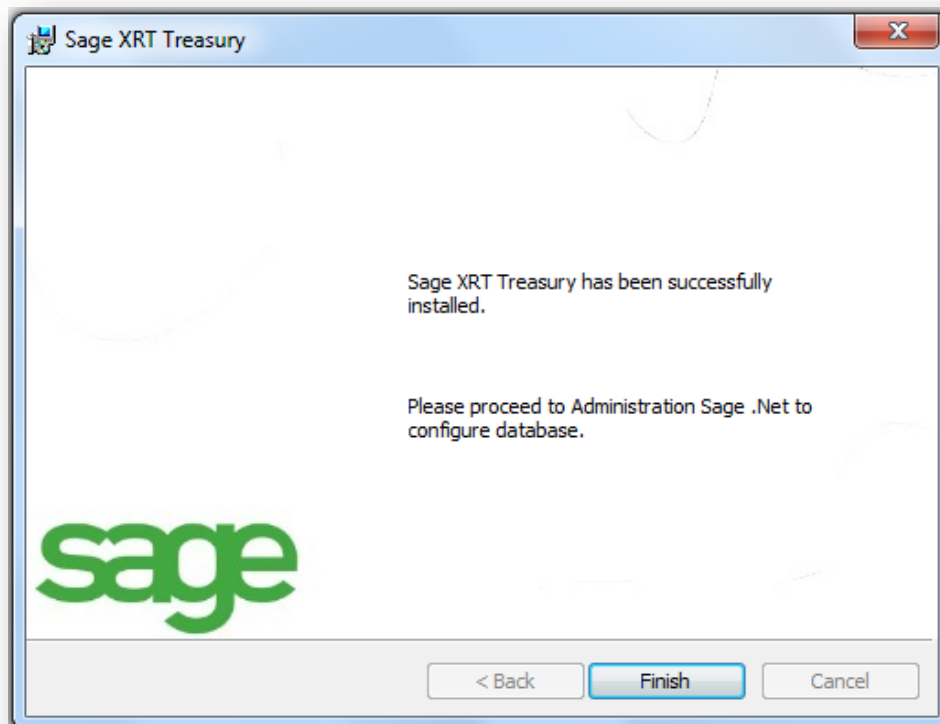 Sage XRT Treasury
Sage XRT Treasury has been successfully
installed.
Please proceed to Administration Sage .Net to
configure database.
sage
< Back
Finish
Cancel